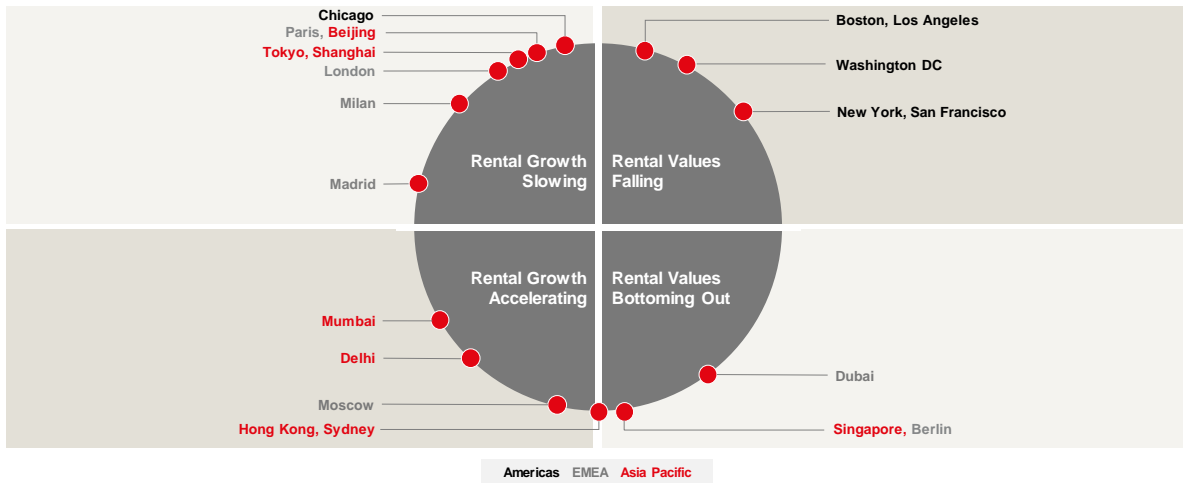 Chicago
Paris, Beijing
Tokyo, Shanghai
London
Milan
Madrid
Boston, Los Angeles
Washington DC
New York, San Francisco
Rental Growth
Slowing
Rental Values
Falling
Rental Growth
Accelerating
Rental Values
Bottoming Out
Mumbai
Delhi
Moscow
Hong Kong, Sydney
Dubai
Singapore, Berlin
Americas EMEA Asia Pacific